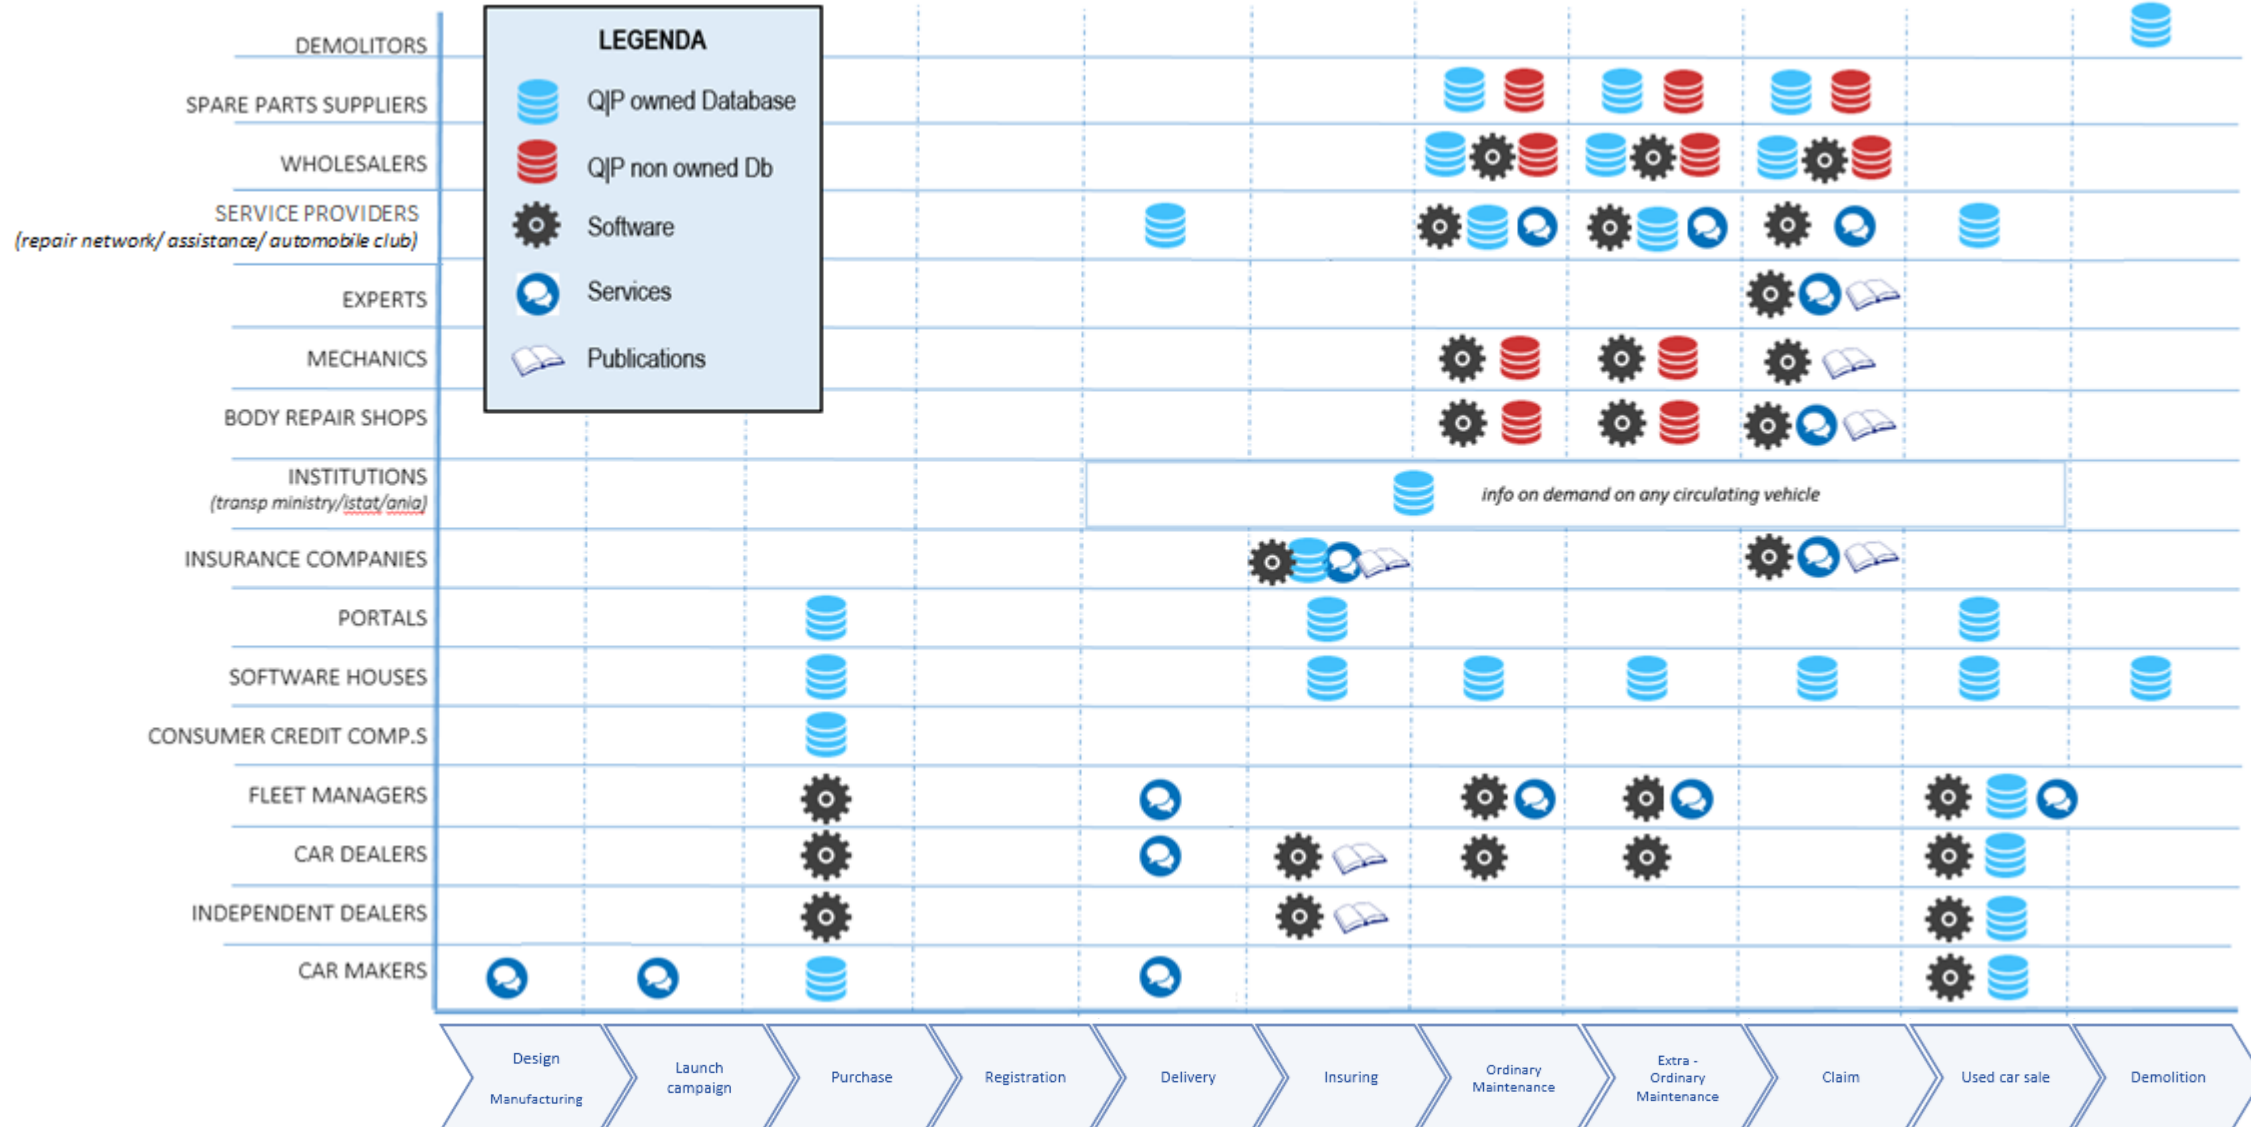 DEMOLITORS
SPARE PARTS SUPPLIERS
WHOLESALERS
SERVICE PROVIDERS
(repair network/ assistance/ automobile club)
EXPERTS
MECHANICS
BODY REPAIR SHOPS
INSTITUTIONS
(transp ministry/istat/ania)
INSURANCE COMPANIES
PORTALS
SOFTWARE HOUSES
CONSUMER CREDIT COMP.S
FLEET MANAGERS
CAR DEALERS
INDEPENDENT DEALERS
CAR MAKERS
LEGENDA
Q|P owned Database
Q|P non owned Db
Software
Services
Publications
info on demand on any circulating vehicle
Design
Manufacturing
Launch
campaign
Purchase
Registration
Delivery
Insuring
Ordinary
Maintenance
Extra -
Ordinary
Maintenance
Claim
Used car sale
Demolition